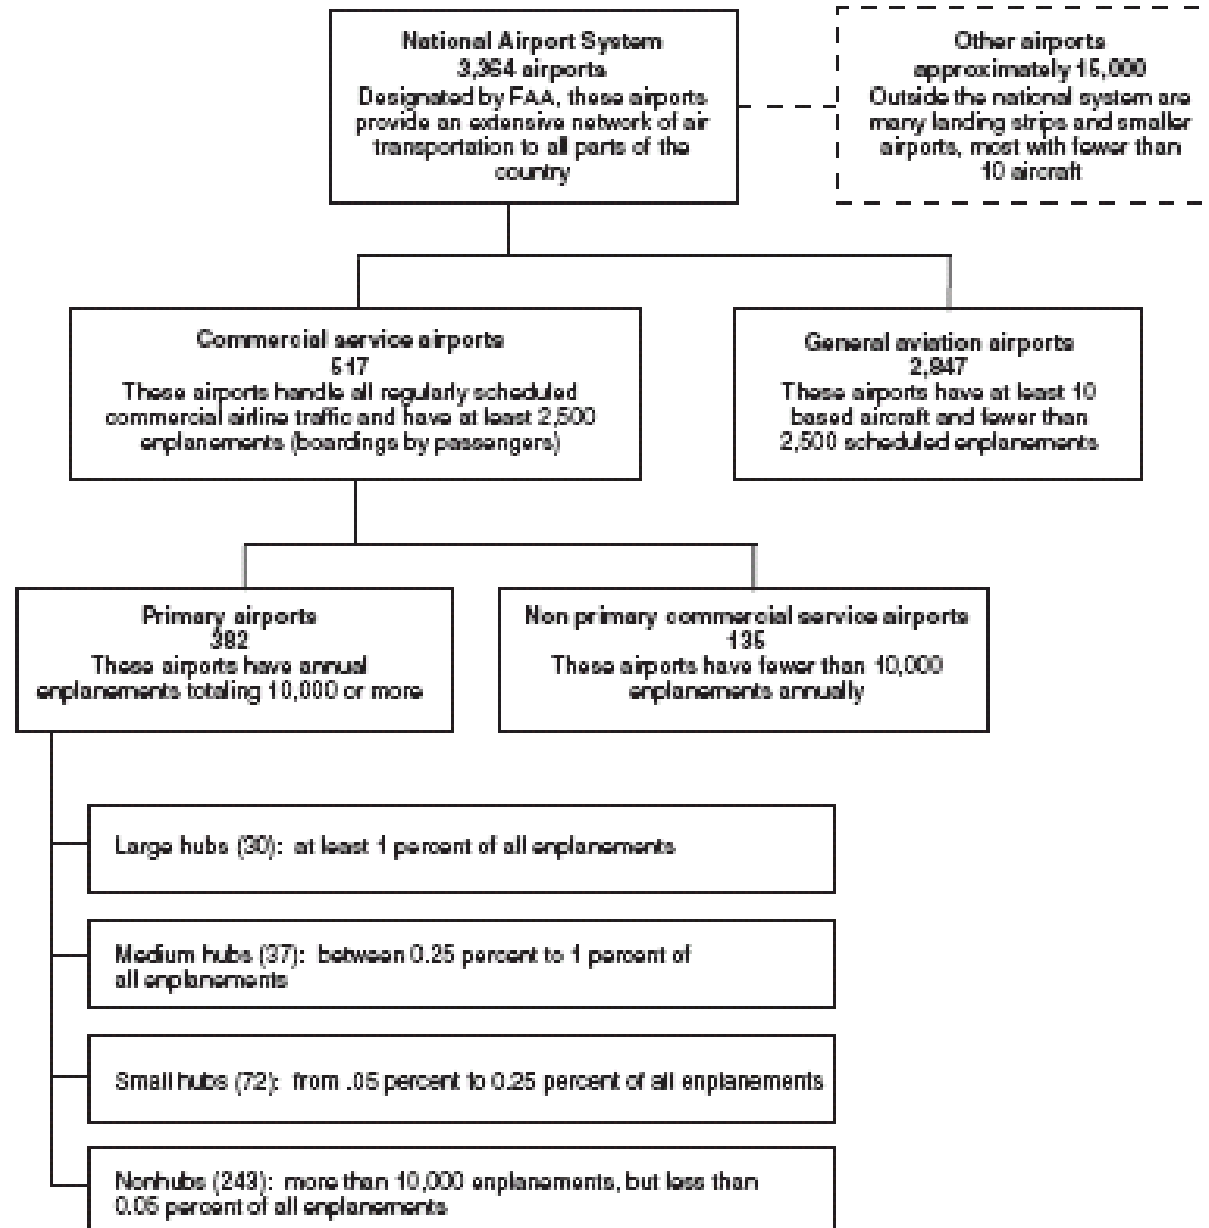 National Airport System
3,364 airports
Designated by FAA, these airports
provide an extensive network of air
transportation to all parts of the
country
Other airports
approximately 15,000
Outside the national system are
many landing strips and smaller
airports, most with fewer than
10 aircraft
Commercial service airports
517
These airports handle all regularly scheduled
commercial airline traffic and have at least 2,500
enplanements (boardings by passengers)
General aviation airports
2,847
These airports have at least 10
based aircraft and fewer than
2,500 scheduled enplanements
Primary airports
382
These airports have annual
enplanements totaling 10,000 or more
Non primary commercial service airports
135
These airports have fewer than 10,000
enplanements annually
Large hubs (30): at least 1 percent of all enplanements
Medium hubs (37): between 0.25 percent to 1 percent of
all enplanements
Small hubs (72): from .05 percent to 0.25 percent of all enplanements
Nonhubs (243): more than 10,000 enplanements, but less than
0.05 percent of all enplanements